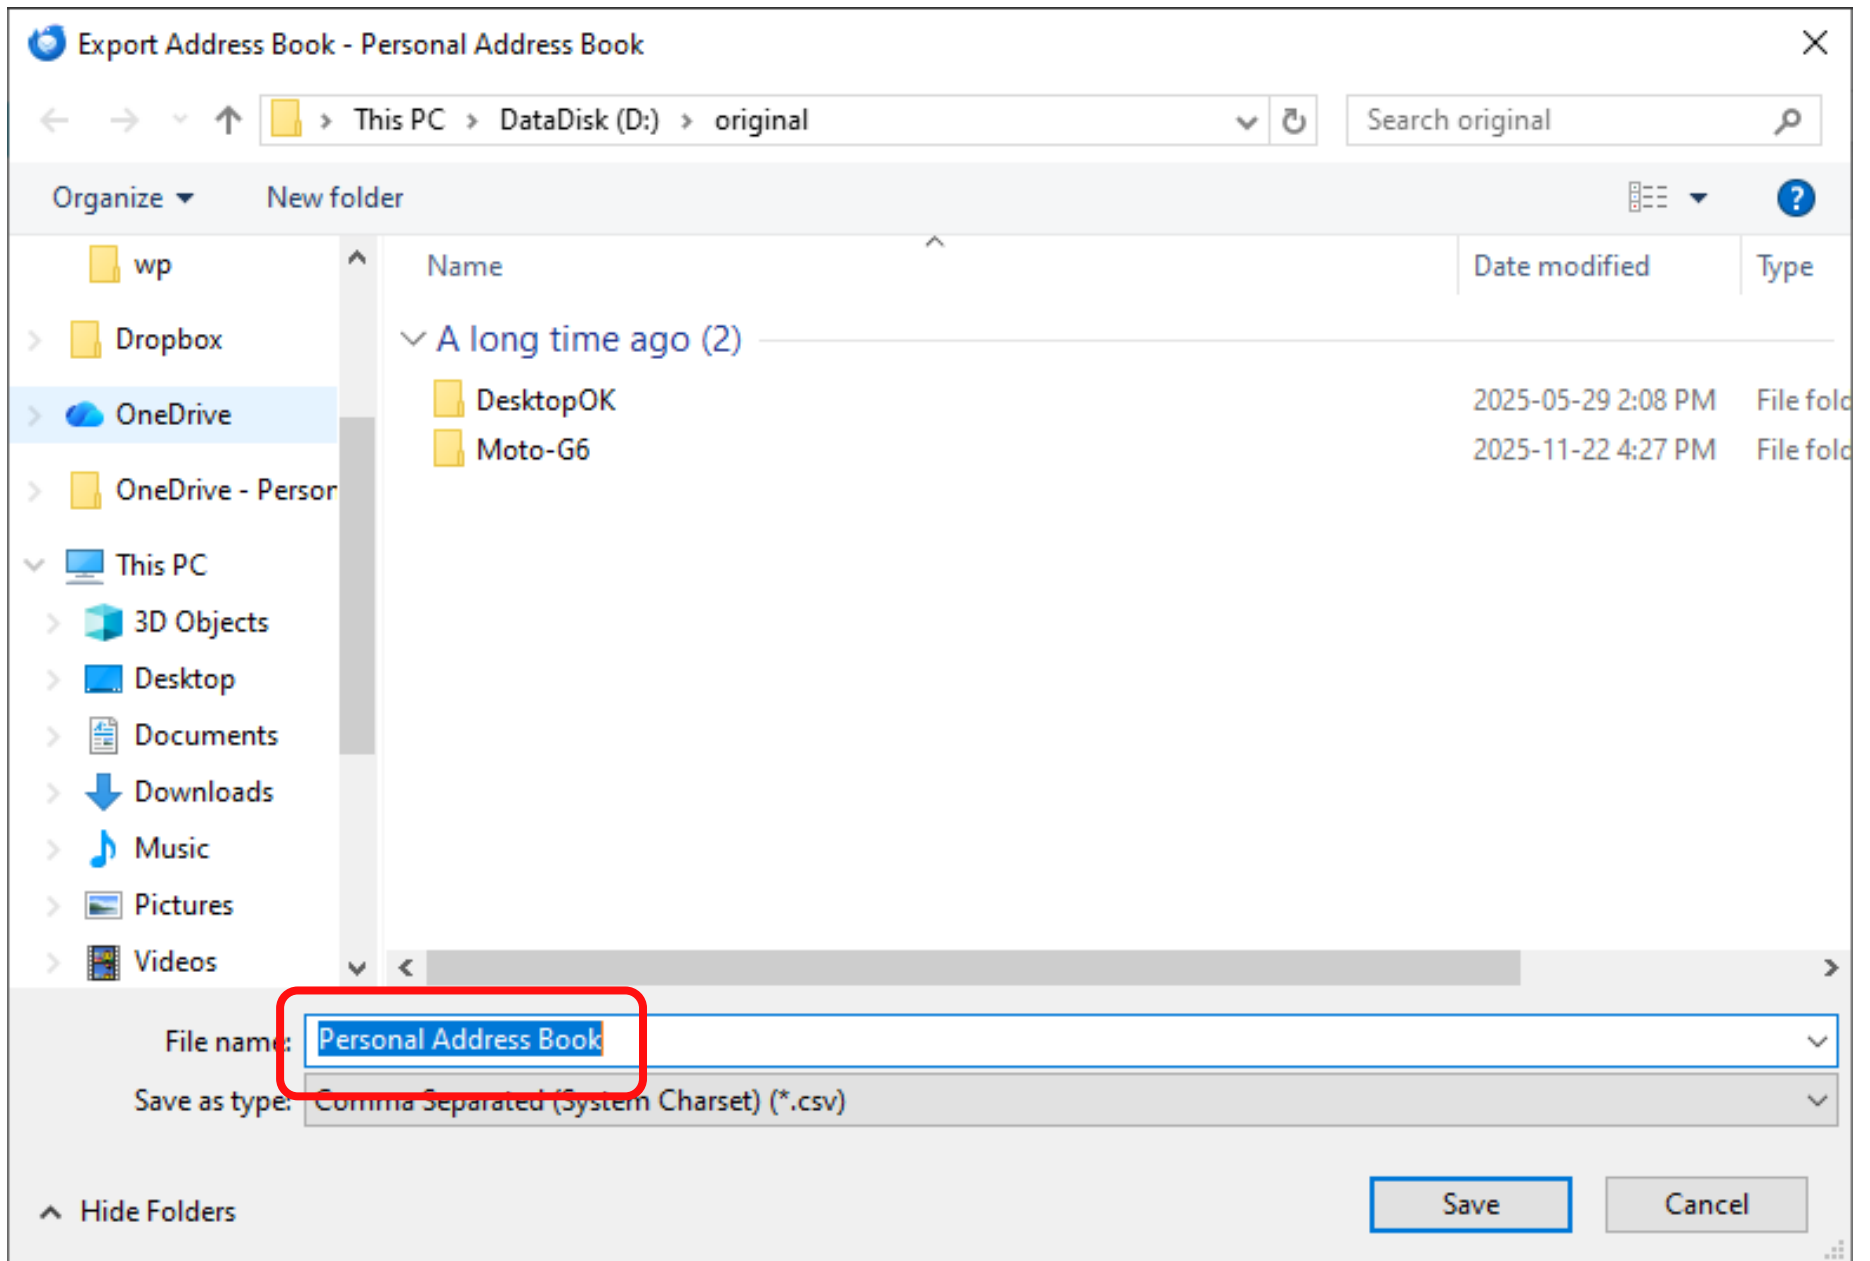 Export Address Book - Personal Address Book
This PC > DataDisk (D:) > original
Search original
Organize
New folder
?
wp
Dropbox
OneDrive
OneDrive - Person
This PC
3D Objects
Desktop
Documents
Downloads
Music
Pictures
Videos
Name
Date modified
Type
A long time ago (2)
DesktopOK 2025-05-29 2:08 PM File fold
Moto-G6 2025-11-22 4:27 PM File fold
File name: Personal Address Book
Save as type: Comma Separated (System Charset) (*.csv)
Hide Folders
Save
Cancel